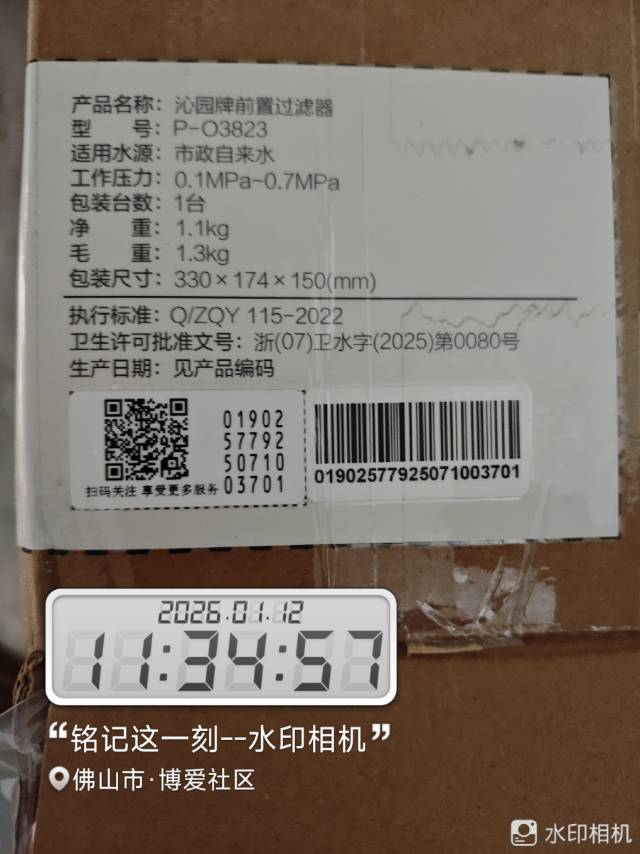 产品名称：沁园牌前置过滤器
型 号：P-O3823
适用水源：市政自来水
工作压力：0.1MPa~0.7MPa
包装台数：1台
净 重：1.1kg
毛 重：1.3kg
包装尺寸：330×174×150(mm)
执行标准：Q/ZQY 115-2022
卫生许可批准文号：浙(07)卫水字(2025)第0080号
生产日期：见产品编码
01902
57792
50710
03701
扫码关注 享受更多服务
01902577925071003701
2026.01.12
11:34:57
“铭记这一刻--水印相机”
佛山市·博爱社区
水印相机